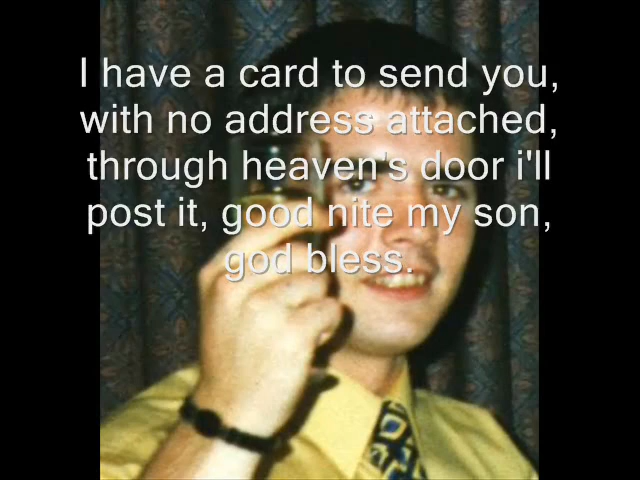 I have a card to send you,
with no address attached,
through heaven's door i'll
post it, good nite my son,
god bless.